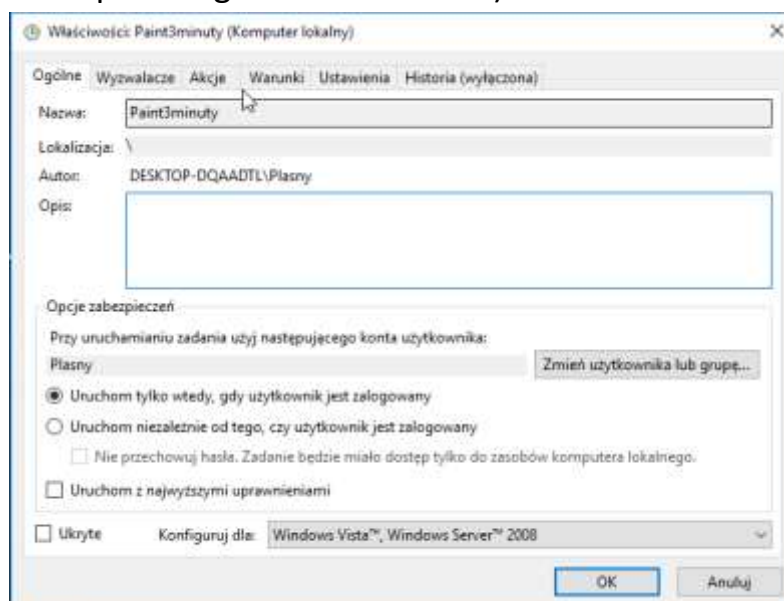 Właściwości: Paint3minuty (Komputer lokalny)
Ogólne Wyzwalacze Akcje Warunki Ustawienia Historia (wyłączona)
Nazwa: Paint3minuty
Lokalizacja: \
Autor: DESKTOP-DQAADTL\Plasny
Opis:
Opcje zabezpieczeń
Przy uruchamianiu zadania użyj następującego konta użytkownika:
Plasny Zmień użytkownika lub grupę...
Uruchom tylko wtedy, gdy użytkownik jest zalogowany
Uruchom niezależnie od tego, czy użytkownik jest zalogowany
Nie przechowuj hasła. Zadanie będzie miało dostęp tylko do zasobów komputera lokalnego.
Uruchom z najwyższymi uprawnieniami
Ukryte Konfiguruj dla: Windows Vista™, Windows Server™ 2008
OK Anuluj